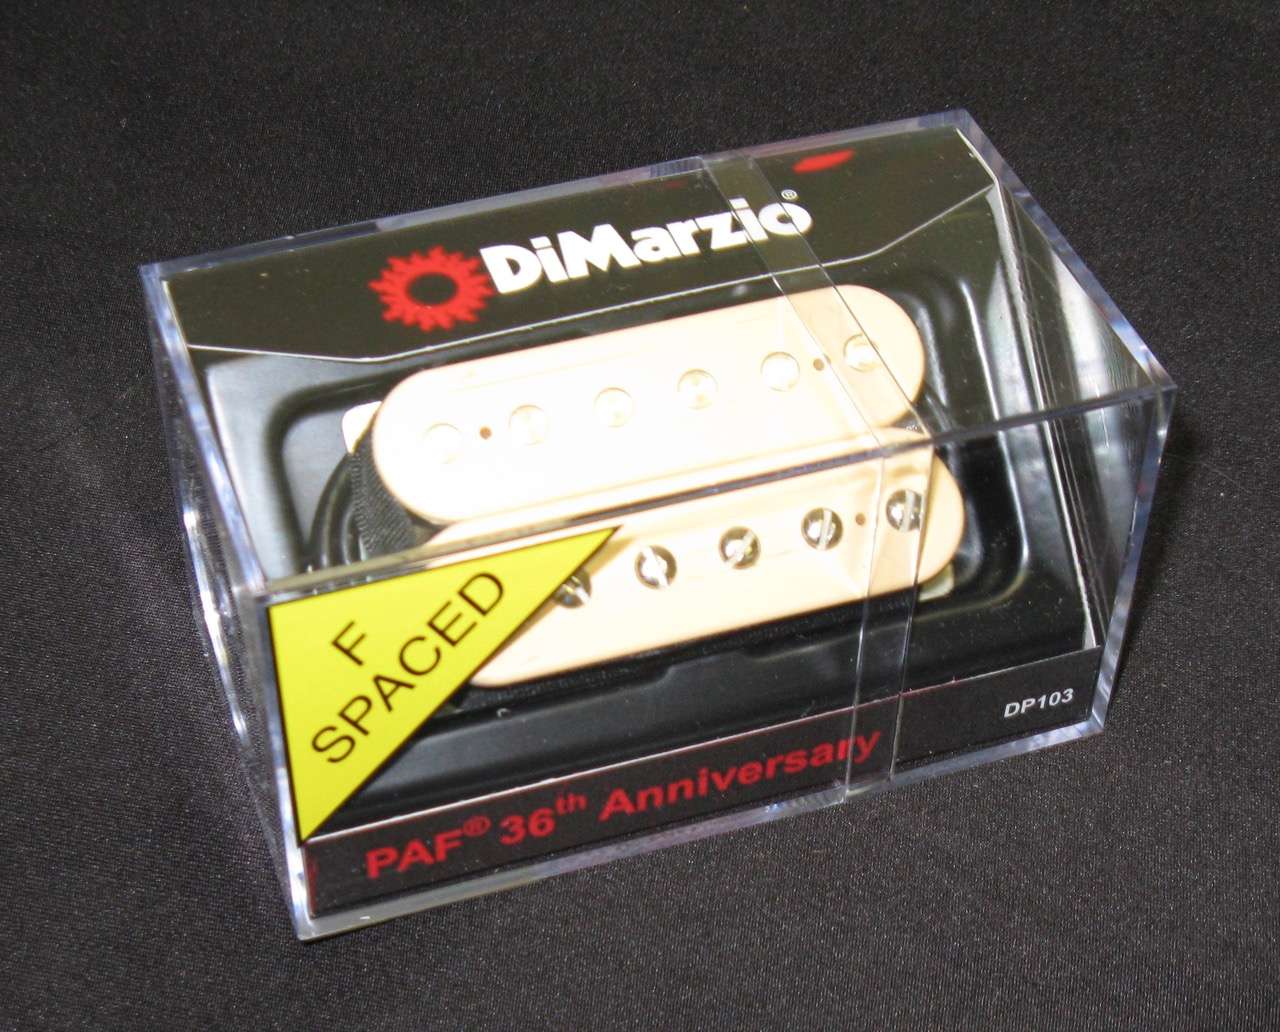 DiMarzio®
F
SPACED
PAF® 36th Anniversary
DP103